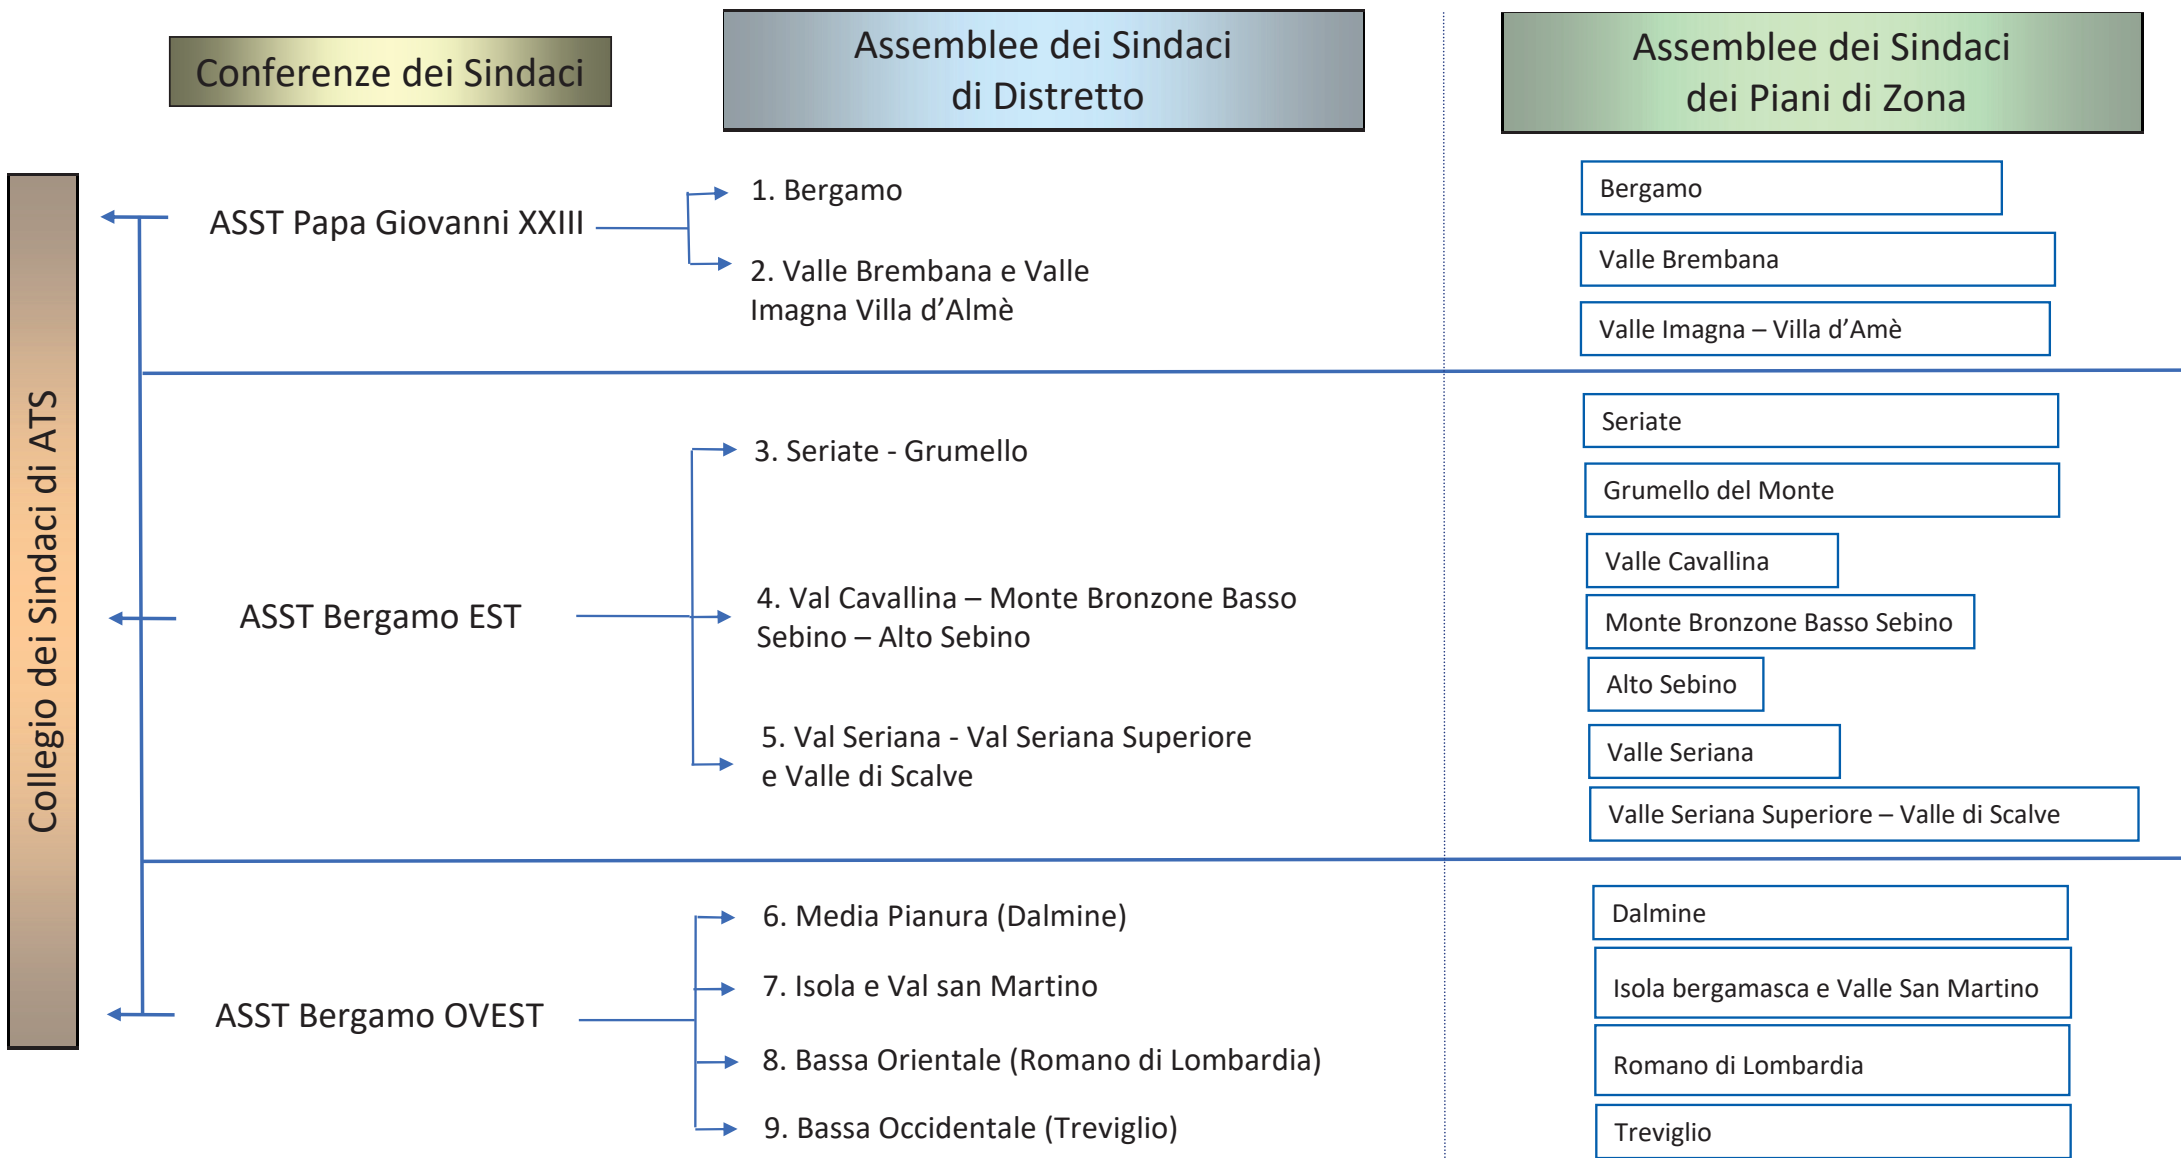 Conferenze dei Sindaci
Assemblee dei Sindaci
di Distretto
Assemblee dei Sindaci
dei Piani di Zona
Collegio dei Sindaci di ATS
ASST Papa Giovanni XXIII
1. Bergamo
2. Valle Brembana e Valle
Imagna Villa d’Almè
Bergamo
Valle Brembana
Valle Imagna – Villa d’Amè
ASST Bergamo EST
3. Seriate - Grumello
4. Val Cavallina – Monte Bronzone Basso
Sebino – Alto Sebino
5. Val Seriana - Val Seriana Superiore
e Valle di Scalve
Seriate
Grumello del Monte
Valle Cavallina
Monte Bronzone Basso Sebino
Alto Sebino
Valle Seriana
Valle Seriana Superiore – Valle di Scalve
ASST Bergamo OVEST
6. Media Pianura (Dalmine)
7. Isola e Val san Martino
8. Bassa Orientale (Romano di Lombardia)
9. Bassa Occidentale (Treviglio)
Dalmine
Isola bergamasca e Valle San Martino
Romano di Lombardia
Treviglio